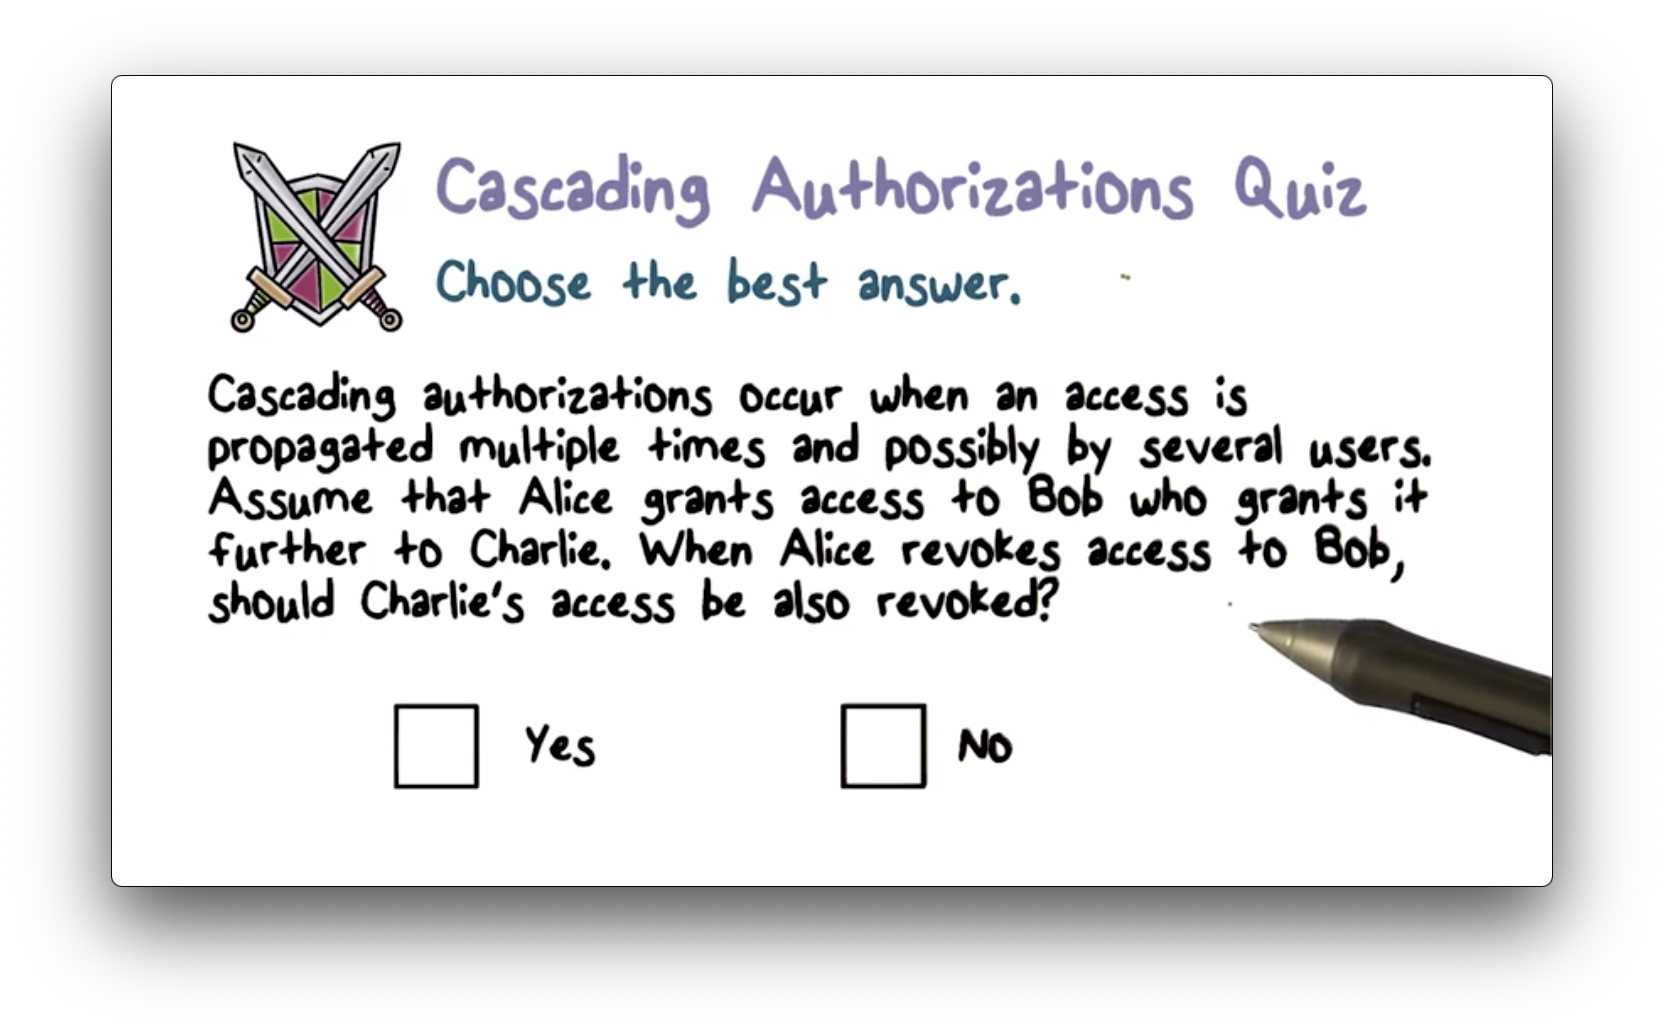 Cascading Authorizations Quiz
Choose the best answer.
Cascading authorizations occur when an access is
propagated multiple times and possibly by several users.
Assume that Alice grants access to Bob who grants it
further to Charlie. When Alice revokes access to Bob,
should Charlie's access be also revoked?
Yes
No